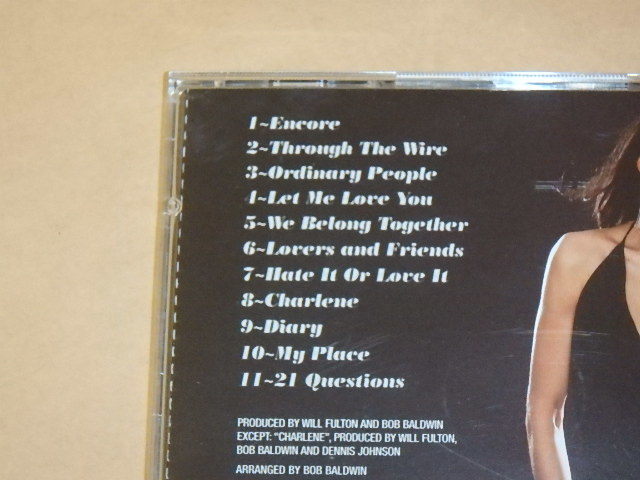 1~Encore
2~Through The Wire
3~Ordinary People
4~Let Me Love You
5~We Belong Together
6~Lovers and Friends
7~Hate It Or Love It
8~Charlene
9~Diary
10~My Place
11~21 Questions
PRODUCED BY WILL FULTON AND BOB BALDWIN
EXCEPT: "CHARLENE", PRODUCED BY WILL FULTON,
BOB BALDWIN AND DENNIS JOHNSON
ARRANGED BY BOB BALDWIN